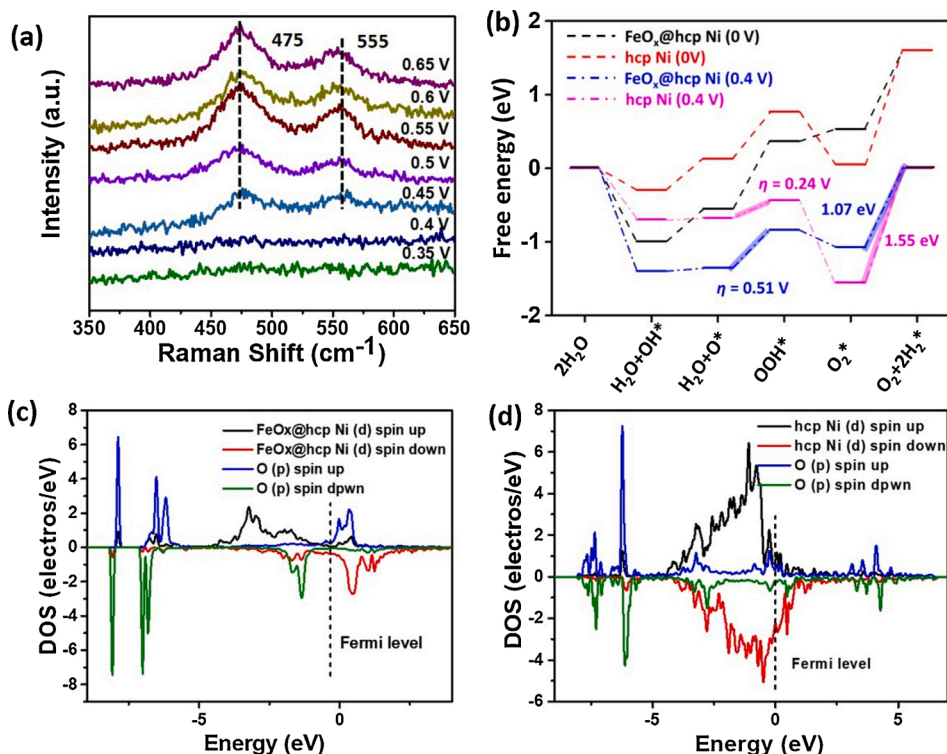 (a)
475
555
0.65 V
0.6 V
0.55 V
0.5 V
0.45 V
0.4 V
0.35 V
Intensity (a.u.)
350 400 450 500 550 600 650
Raman Shift (cm-1)
(b)
FeOx@hcp Ni (0 V)
hcp Ni (0V)
FeOx@hcp Ni (0.4 V)
hcp Ni (0.4 V)
Free energy (eV)
2
1
0
-1
-2
η = 0.24 V
1.07 eV
1.55 eV
η = 0.51 V
2H2O
H2O+OH*
H2O+O*
OOH*
O2*
O2+2H2*
(c)
FeOx@hcp Ni (d) spin up
FeOx@hcp Ni (d) spin down
O (p) spin up
O (p) spin dpwn
DOS (electros/eV)
8
6
4
2
0
-2
-4
-6
-8
Fermi level
-5 0
Energy (eV)
(d)
hcp Ni (d) spin up
hcp Ni (d) spin down
O (p) spin up
O (p) spin dpwn
DOS (electros/eV)
8
6
4
2
0
-2
-4
-6
Fermi level
-5 0 5
Energy (eV)